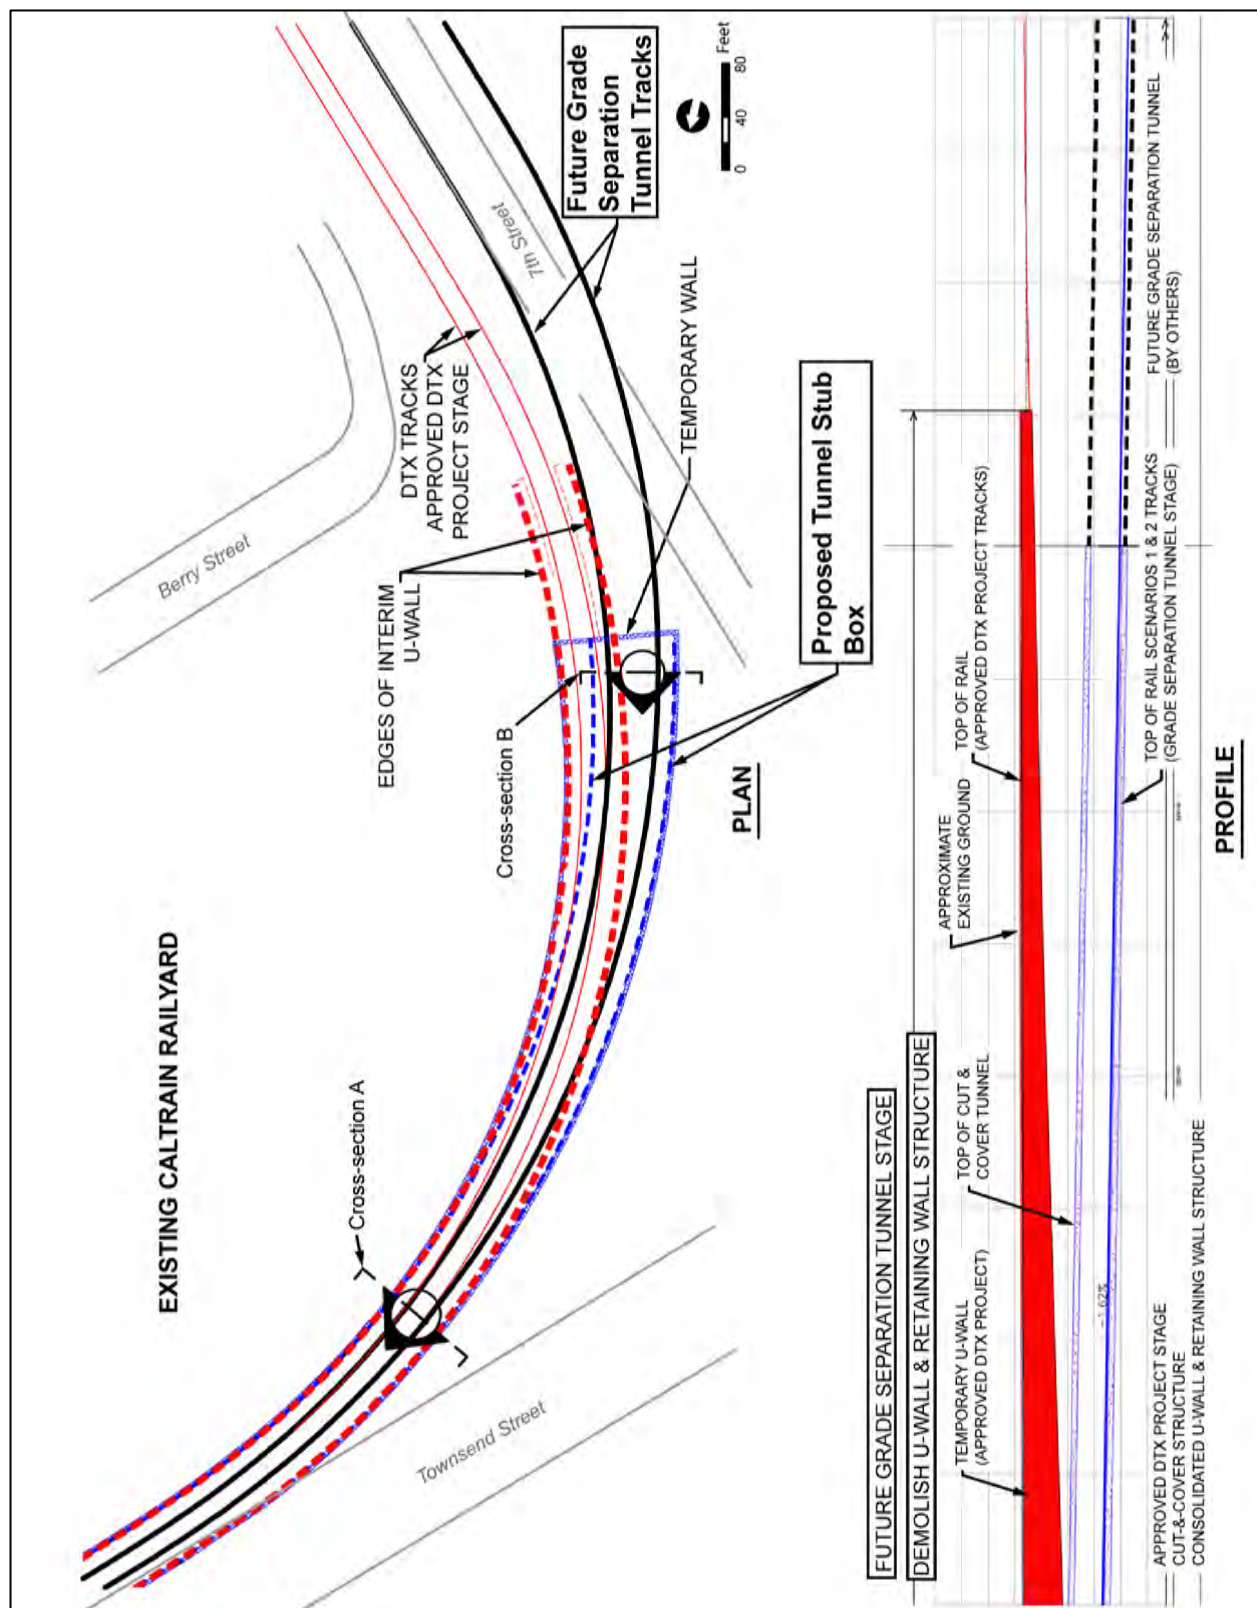 EXISTING CALTRAIN RAILYARD
Berry Street
7th Street
Townsend Street
Future Grade
Separation
Tunnel Tracks
0 40 80
Feet
DTX TRACKS
APPROVED DTX
PROJECT STAGE
EDGES OF INTERIM
U-WALL
TEMPORARY WALL
Cross-section A
Cross-section B
Proposed Tunnel Stub
Box
PLAN
FUTURE GRADE SEPARATION TUNNEL STAGE
DEMOLISH U-WALL & RETAINING WALL STRUCTURE
TEMPORARY U-WALL
(APPROVED DTX PROJECT)
TOP OF CUT &
COVER TUNNEL
APPROXIMATE
EXISTING GROUND
TOP OF RAIL
(APPROVED DTX PROJECT TRACKS)
-1.62%
TOP OF RAIL SCENARIOS 1 & 2 TRACKS
(GRADE SEPARATION TUNNEL STAGE)
FUTURE GRADE SEPARATION TUNNEL
(BY OTHERS)
APPROVED DTX PROJECT STAGE
CUT-&-COVER STRUCTURE
CONSOLIDATED U-WALL & RETAINING WALL STRUCTURE
PROFILE